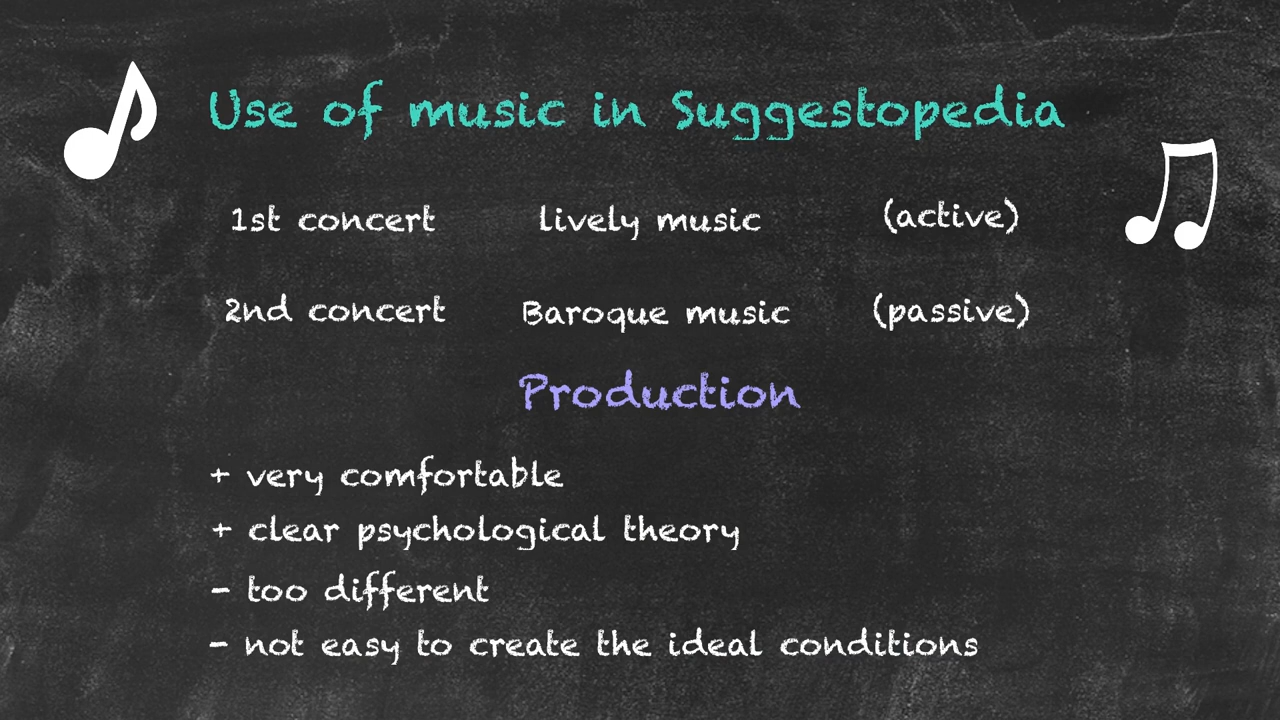 Use of music in Suggestopedia
1st concert lively music (active)
2nd concert Baroque music (passive)
Production
+ very comfortable
+ clear psychological theory
- too different
- not easy to create the ideal conditions